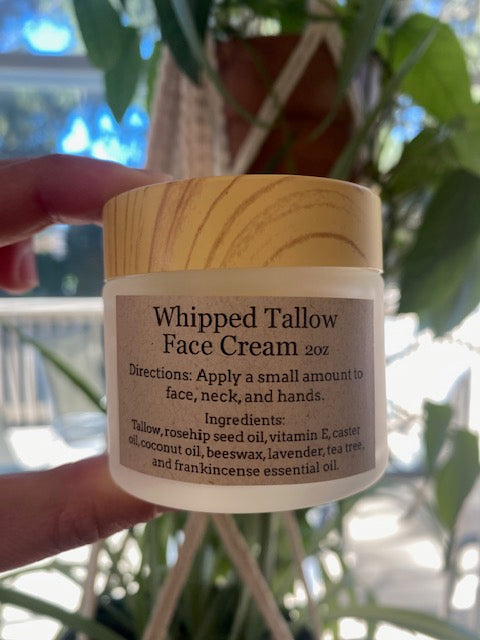 Whipped Tallow
Face Cream 2oz
Directions: Apply a small amount to
face, neck, and hands.
Ingredients:
Tallow, rosehip seed oil, vitamin E, caster
oil, coconut oil, beeswax, lavender, tea tree,
and frankincense essential oil.